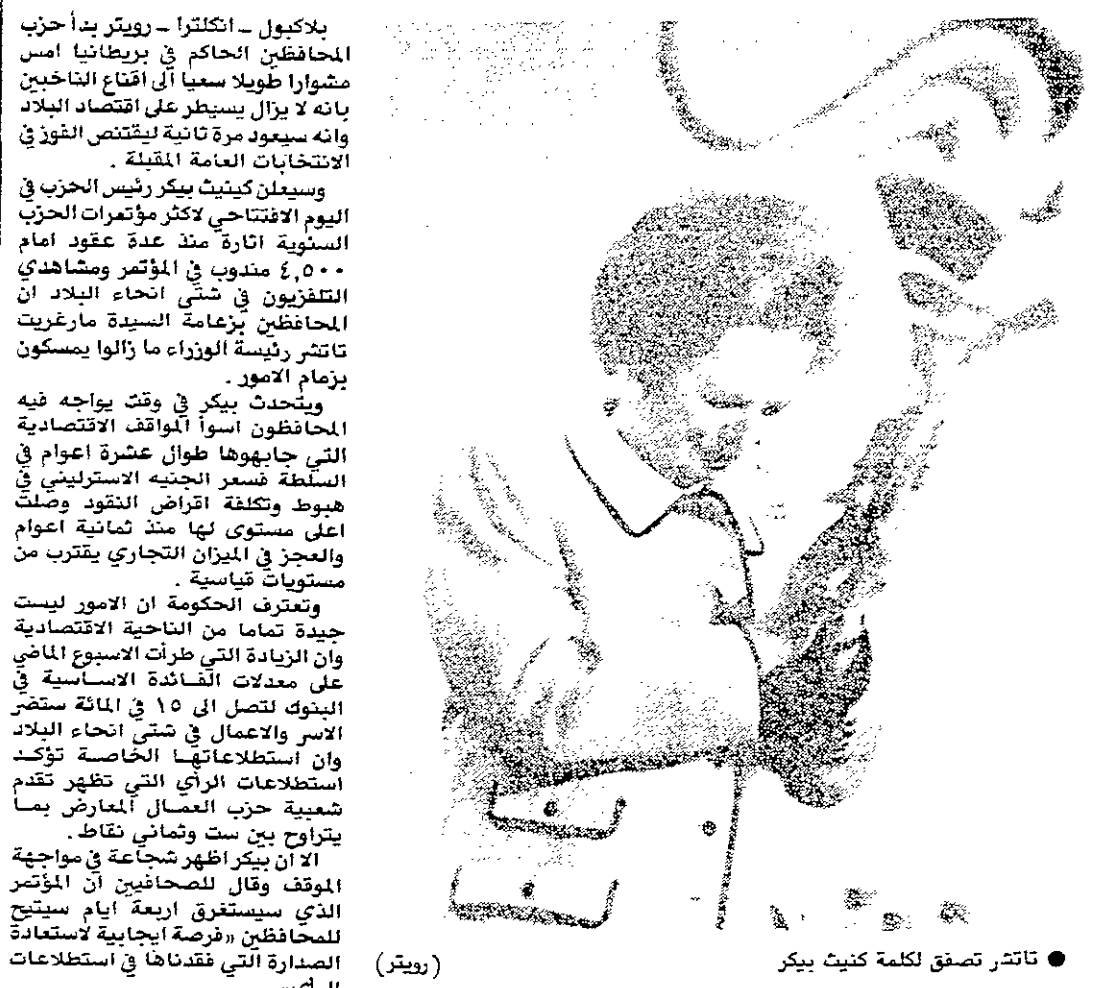 بلاكبول ـ انكلترا ـ رويتر بدأ حزب
المحافظين الحاكم في بريطانيا امس
مشوارا طويلا سعيا الى اقناع الناخبين
بانه لا يزال يسيطر على اقتصاد البلاد
وانه سيعود مرة ثانية ليقتنص الفوز في
الانتخابات العامة المقبلة .
وسيعلن كينيث بيكر رئيس الحزب في
اليوم الافتتاحي لاكثر مؤتمرات الحزب
السنوية اثارة منذ عدة عقود امام
٤,٥٠٠ مندوب في المؤتمر ومشاهدي
التلفزيون في شتى انحاء البلاد ان
المحافظين بزعامة السيدة مارغريت
تاتشر رئيسة الوزراء ما زالوا يمسكون
بزمام الامور .
ويتحدث بيكر في وقت يواجه فيه
المحافظون اسوأ المواقف الاقتصادية
التي جابهوها طوال عشرة اعوام في
السلطة فسعر الجنيه الاسترليني في
هبوط وتكلفة اقراض النقود وصلت
اعلى مستوى لها منذ ثمانية اعوام
والعجز في الميزان التجاري يقترب من
مستويات قياسية .
وتعترف الحكومة ان الامور ليست
جيدة تماما من الناحية الاقتصادية
وان الزيادة التي طرأت الاسبوع الماضي
على معدلات الفائدة الاساسية في
البنوك لتصل الى ١٥ في المائة ستضر
الاسر والاعمال في شتى انحاء البلاد
وان استطلاعاتها الخاصة تؤكد
استطلاعات الرأي التي تظهر تقدم
شعبية حزب العمال المعارض بما
يتراوح بين ست وثماني نقاط .
الا ان بيكر اظهر شجاعة في مواجهة
الموقف وقال للصحافيين ان المؤتمر
الذي سيستغرق اربعة ايام سيتيح
للمحافظين «فرصة ايجابية لاستعادة
الصدارة التي فقدناها في استطلاعات
● تاتشر تصفق لكلمة كنيث بيكر
(رويتر)